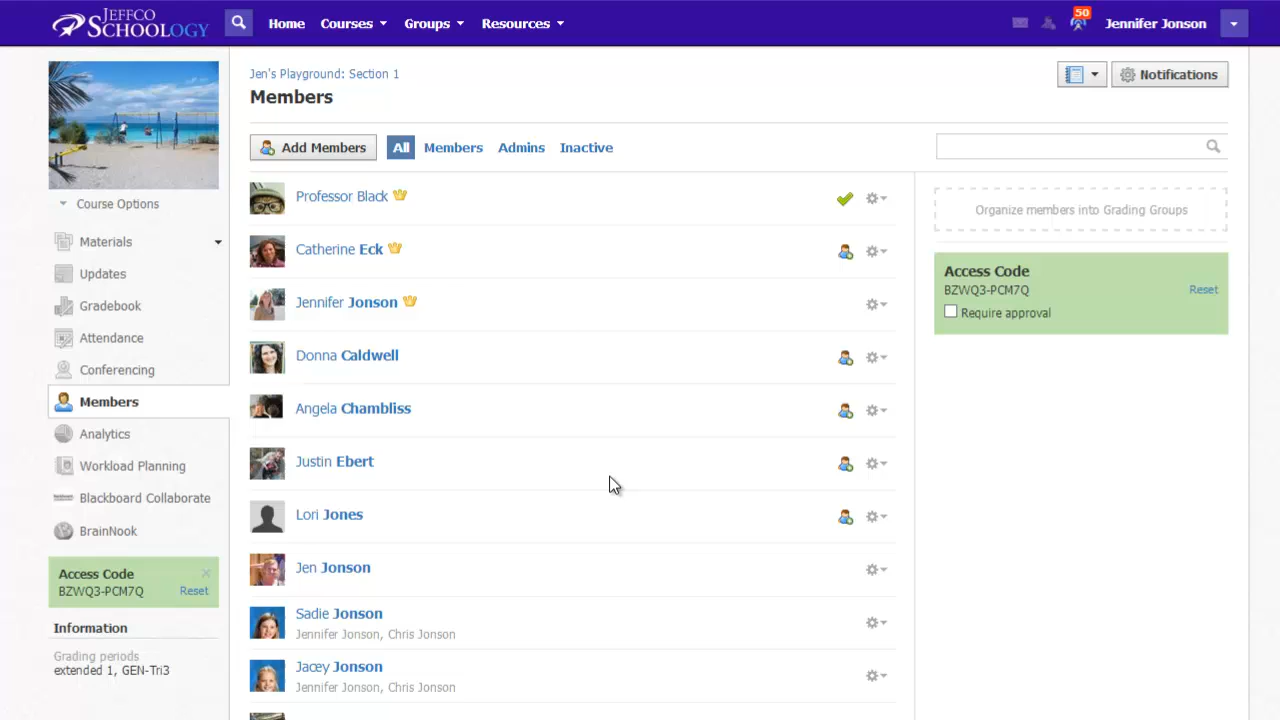 JEFFCO
SCHOOLOGY
Home
Courses
Groups
Resources
50
Jennifer Jonson
Course Options
Materials
Updates
Gradebook
Attendance
Conferencing
Members
Analytics
Workload Planning
Blackboard Collaborate
BrainNook
Access Code
BZWQ3-PCM7Q Reset
Information
Grading periods
extended 1, GEN-Tri3
Jen's Playground: Section 1
Members
Notifications
Add Members
All
Members
Admins
Inactive
Professor Black
Catherine Eck
Jennifer Jonson
Donna Caldwell
Angela Chambliss
Justin Ebert
Lori Jones
Jen Jonson
Sadie Jonson
Jennifer Jonson, Chris Jonson
Jacey Jonson
Jennifer Jonson, Chris Jonson
Organize members into Grading Groups
Access Code
BZWQ3-PCM7Q Reset
Require approval